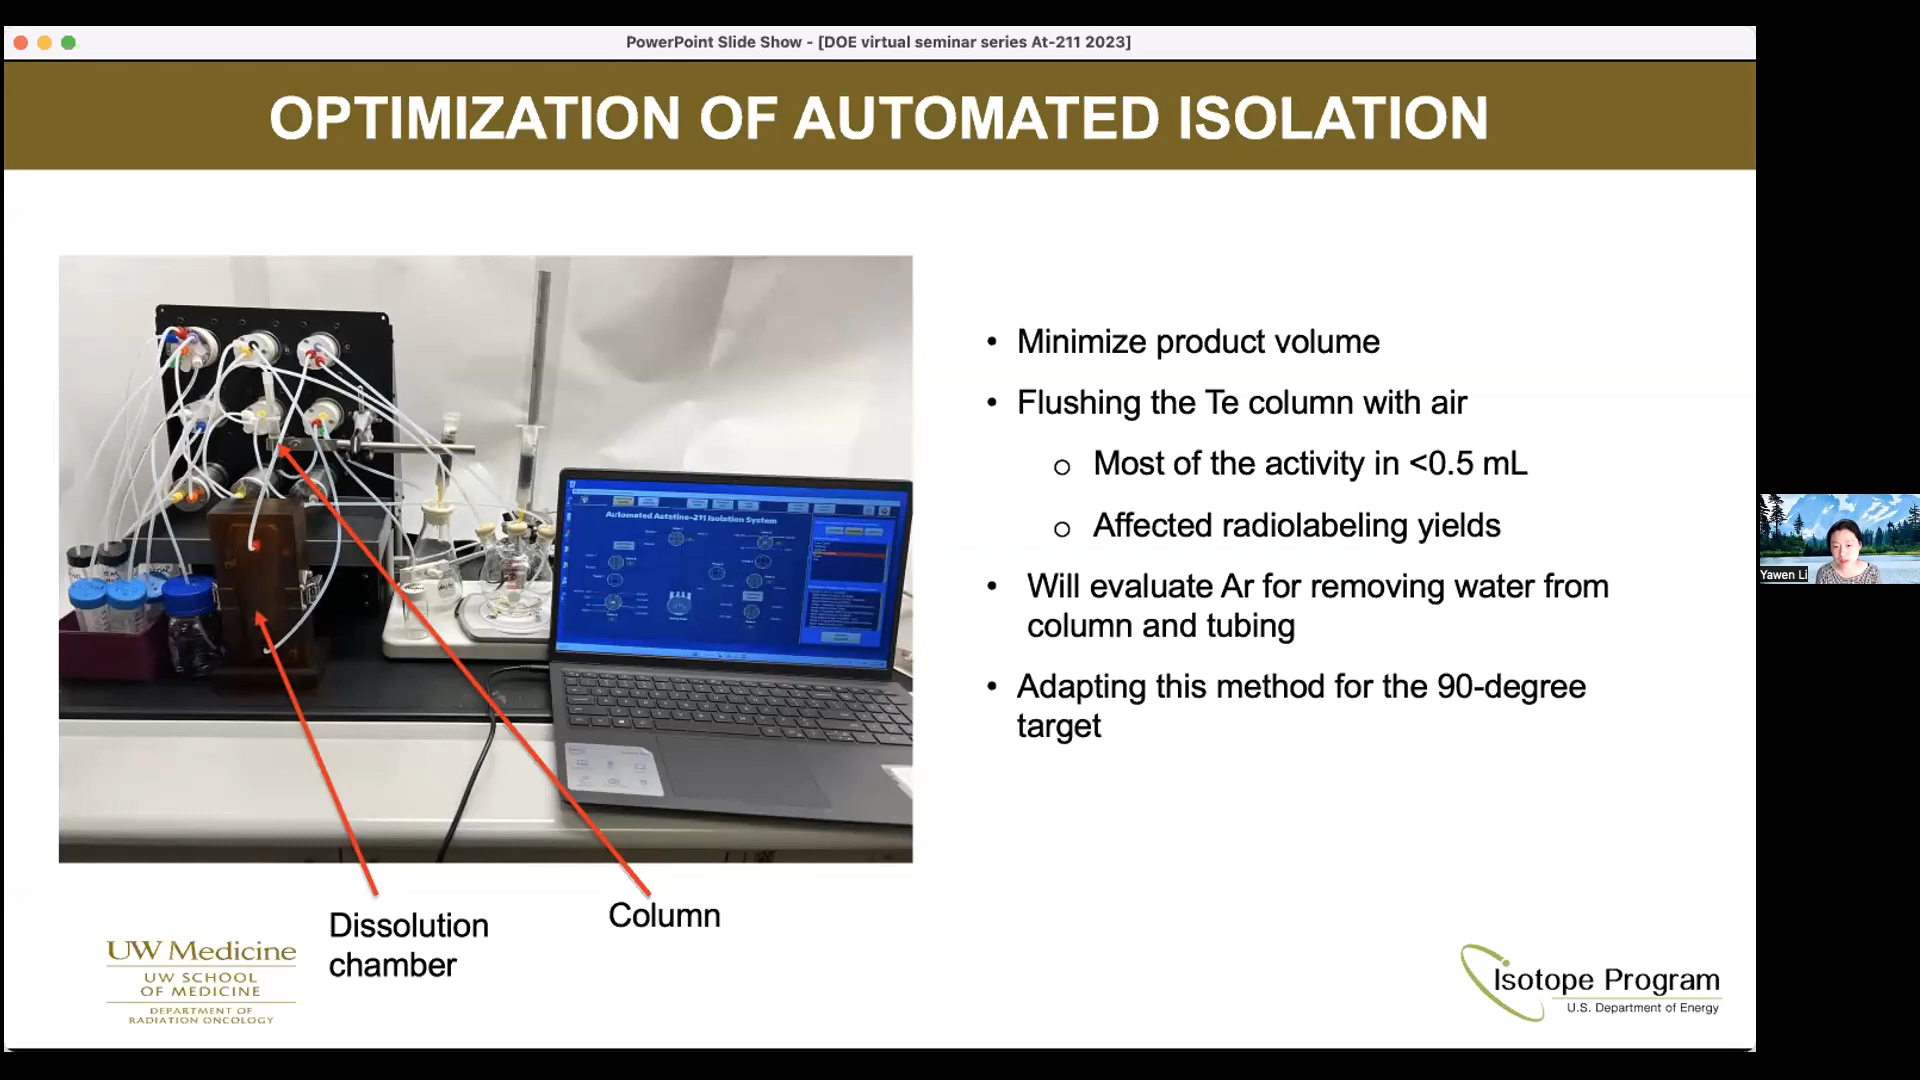 PowerPoint Slide Show - [DOE virtual seminar series At-211 2023]
OPTIMIZATION OF AUTOMATED ISOLATION
Automated Astatine-211 Isolation System
• Minimize product volume
• Flushing the Te column with air
o Most of the activity in <0.5 mL
o Affected radiolabeling yields
• Will evaluate Ar for removing water from
column and tubing
• Adapting this method for the 90-degree
target
Yawen Li
Dissolution
chamber
Column
UW Medicine
UW SCHOOL
OF MEDICINE
DEPARTMENT OF
RADIATION ONCOLOGY
Isotope Program
U.S. Department of Energy